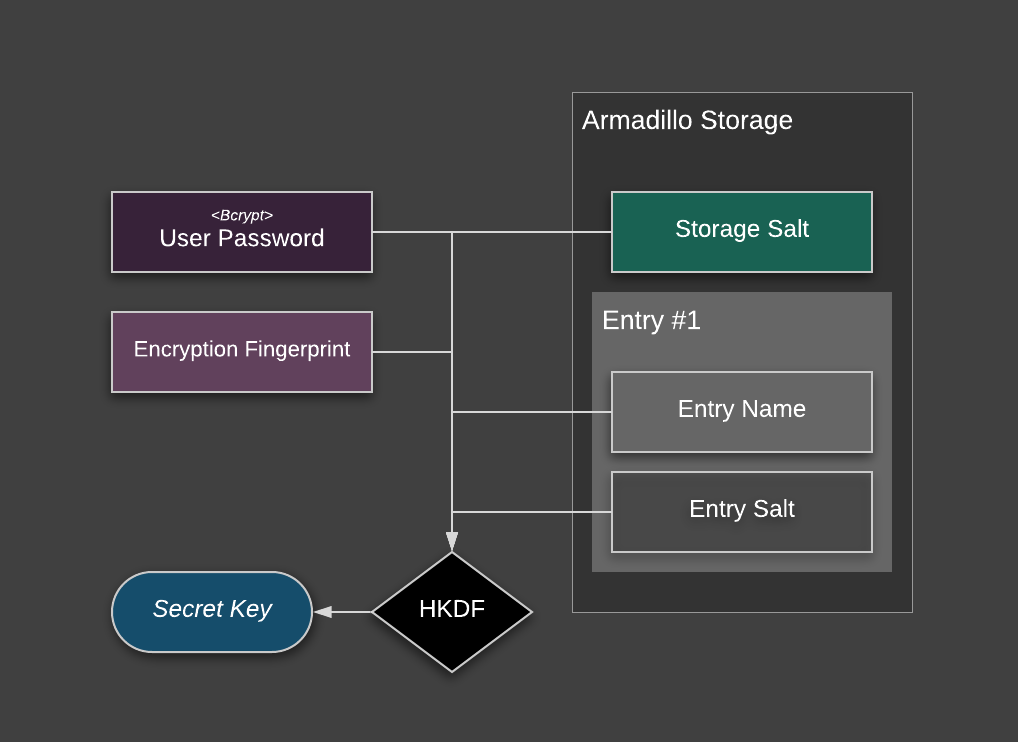 Armadillo Storage
<Bcrypt>
User Password
Storage Salt
Encryption Fingerprint
Entry #1
Entry Name
Entry Salt
Secret Key
HKDF